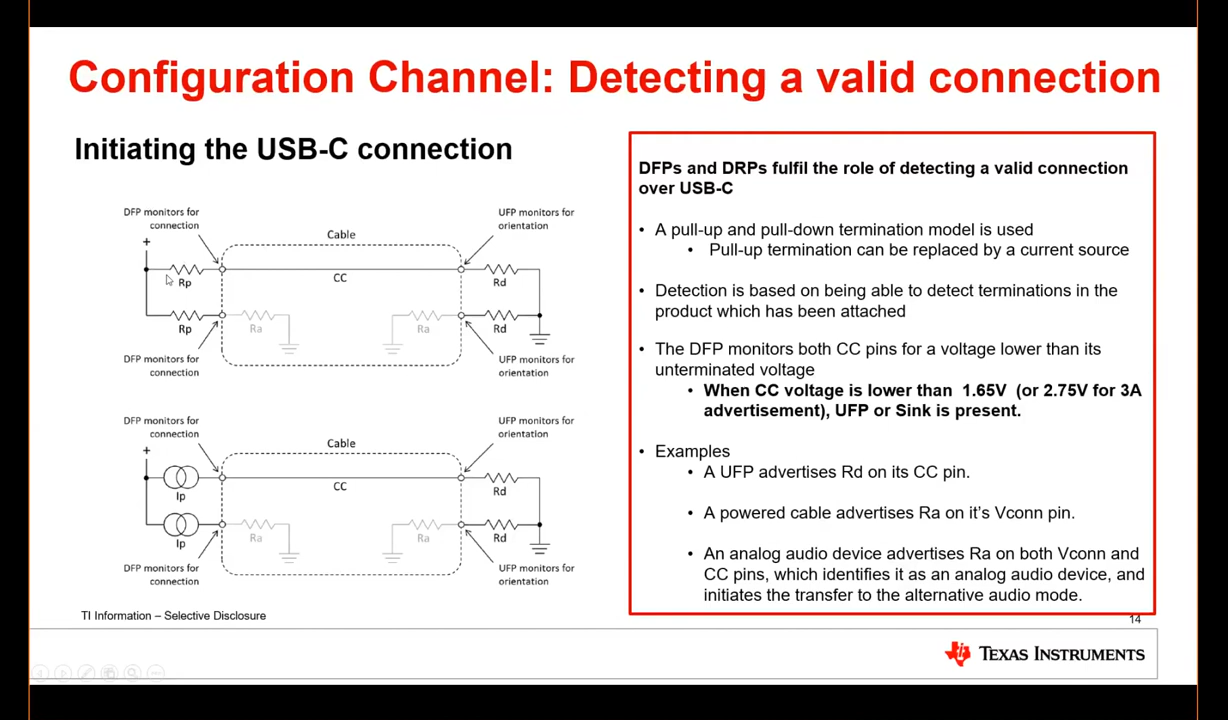 Configuration Channel: Detecting a valid connection
Initiating the USB-C connection
DFP monitors for
connection
UFP monitors for
orientation
Cable
+
Rp
CC
Rd
Rp
Ra
Ra
Rd
DFP monitors for
connection
UFP monitors for
orientation
DFP monitors for
connection
UFP monitors for
orientation
Cable
+
Ip
CC
Rd
Ip
Ra
Ra
Rd
DFP monitors for
connection
UFP monitors for
orientation
DFPs and DRPs fulfil the role of detecting a valid connection
over USB-C
• A pull-up and pull-down termination model is used
• Pull-up termination can be replaced by a current source
• Detection is based on being able to detect terminations in the
product which has been attached
• The DFP monitors both CC pins for a voltage lower than its
unterminated voltage
• When CC voltage is lower than 1.65V (or 2.75V for 3A
advertisement), UFP or Sink is present.
• Examples
• A UFP advertises Rd on its CC pin.
• A powered cable advertises Ra on it's Vconn pin.
• An analog audio device advertises Ra on both Vconn and
CC pins, which identifies it as an analog audio device, and
initiates the transfer to the alternative audio mode.
TI Information – Selective Disclosure
14
TEXAS INSTRUMENTS